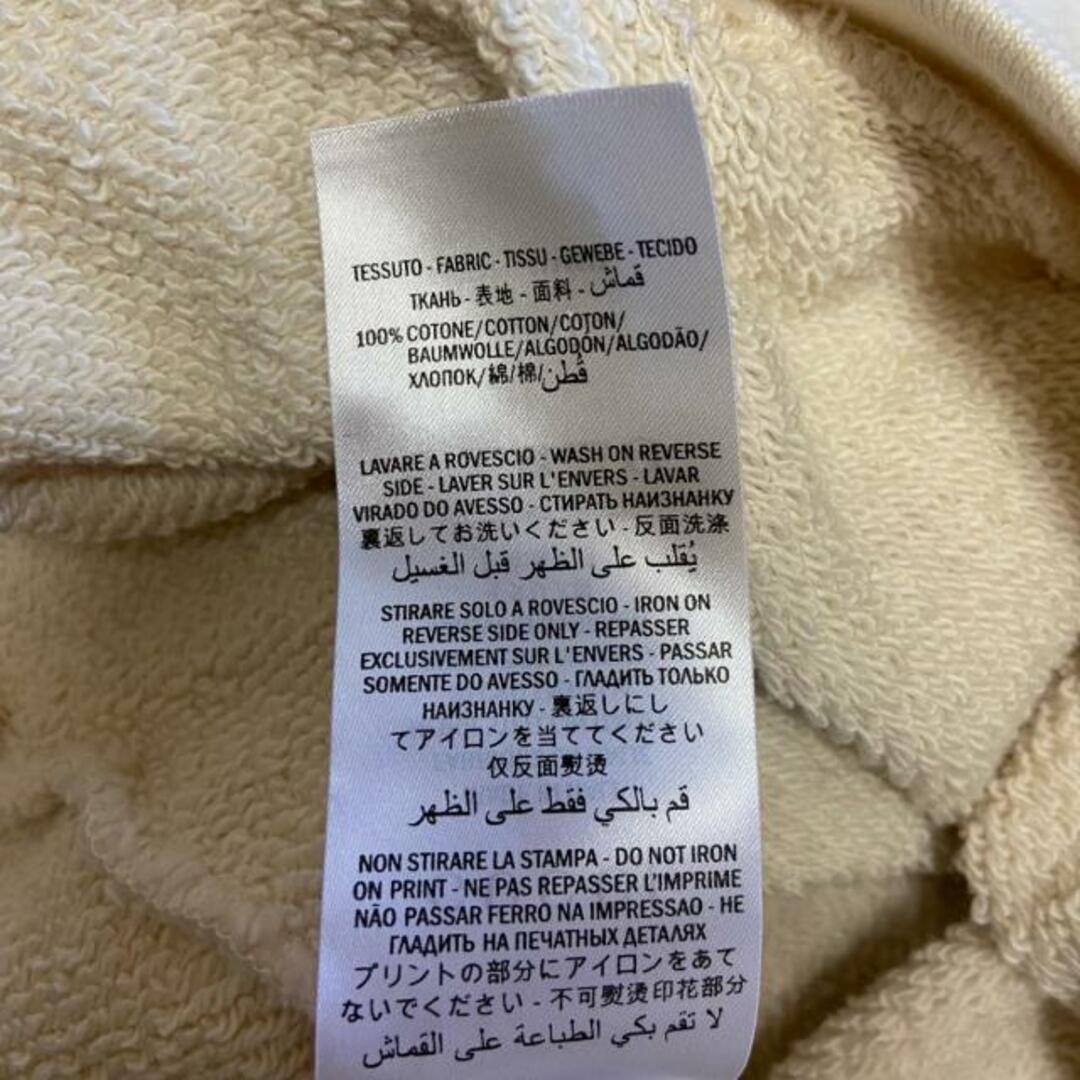 TESSUTO - FABRIC - TISSU - GEWEBE - TECIDO
ТКАНЬ - 表地 - 面料 - قماش
100% COTONE/COTTON/COTON/
BAUMWOLLE/ALGODÓN/ALGODÃO/
ХЛОПОК/綿/棉/قُطن
LAVARE A ROVESCIO - WASH ON REVERSE
SIDE - LAVER SUR L'ENVERS - LAVAR
VIRADO DO AVESSO - СТИРАТЬ НАИЗНАНКУ
裏返してお洗いください - 反面洗涤
يُقلب على الظهر قبل الغسيل
STIRARE SOLO A ROVESCIO - IRON ON
REVERSE SIDE ONLY - REPASSER
EXCLUSIVEMENT SUR L'ENVERS - PASSAR
SOMENTE DO AVESSO - ГЛАДИТЬ ТОЛЬКО
НАИЗНАНКУ - 裏返しにし
てアイロンを当ててください
仅反面熨烫
قم بالكي فقط على الظهر
NON STIRARE LA STAMPA - DO NOT IRON
ON PRINT - NE PAS REPASSER L'IMPRIME
NÃO PASSAR FERRO NA IMPRESSAO - НЕ
ГЛАДИТЬ НА ПЕЧАТНЫХ ДЕТАЛЯХ
プリントの部分にアイロンをあて
ないでください - 不可熨烫印花部分
لا تقم بكي الطباعة على القماش